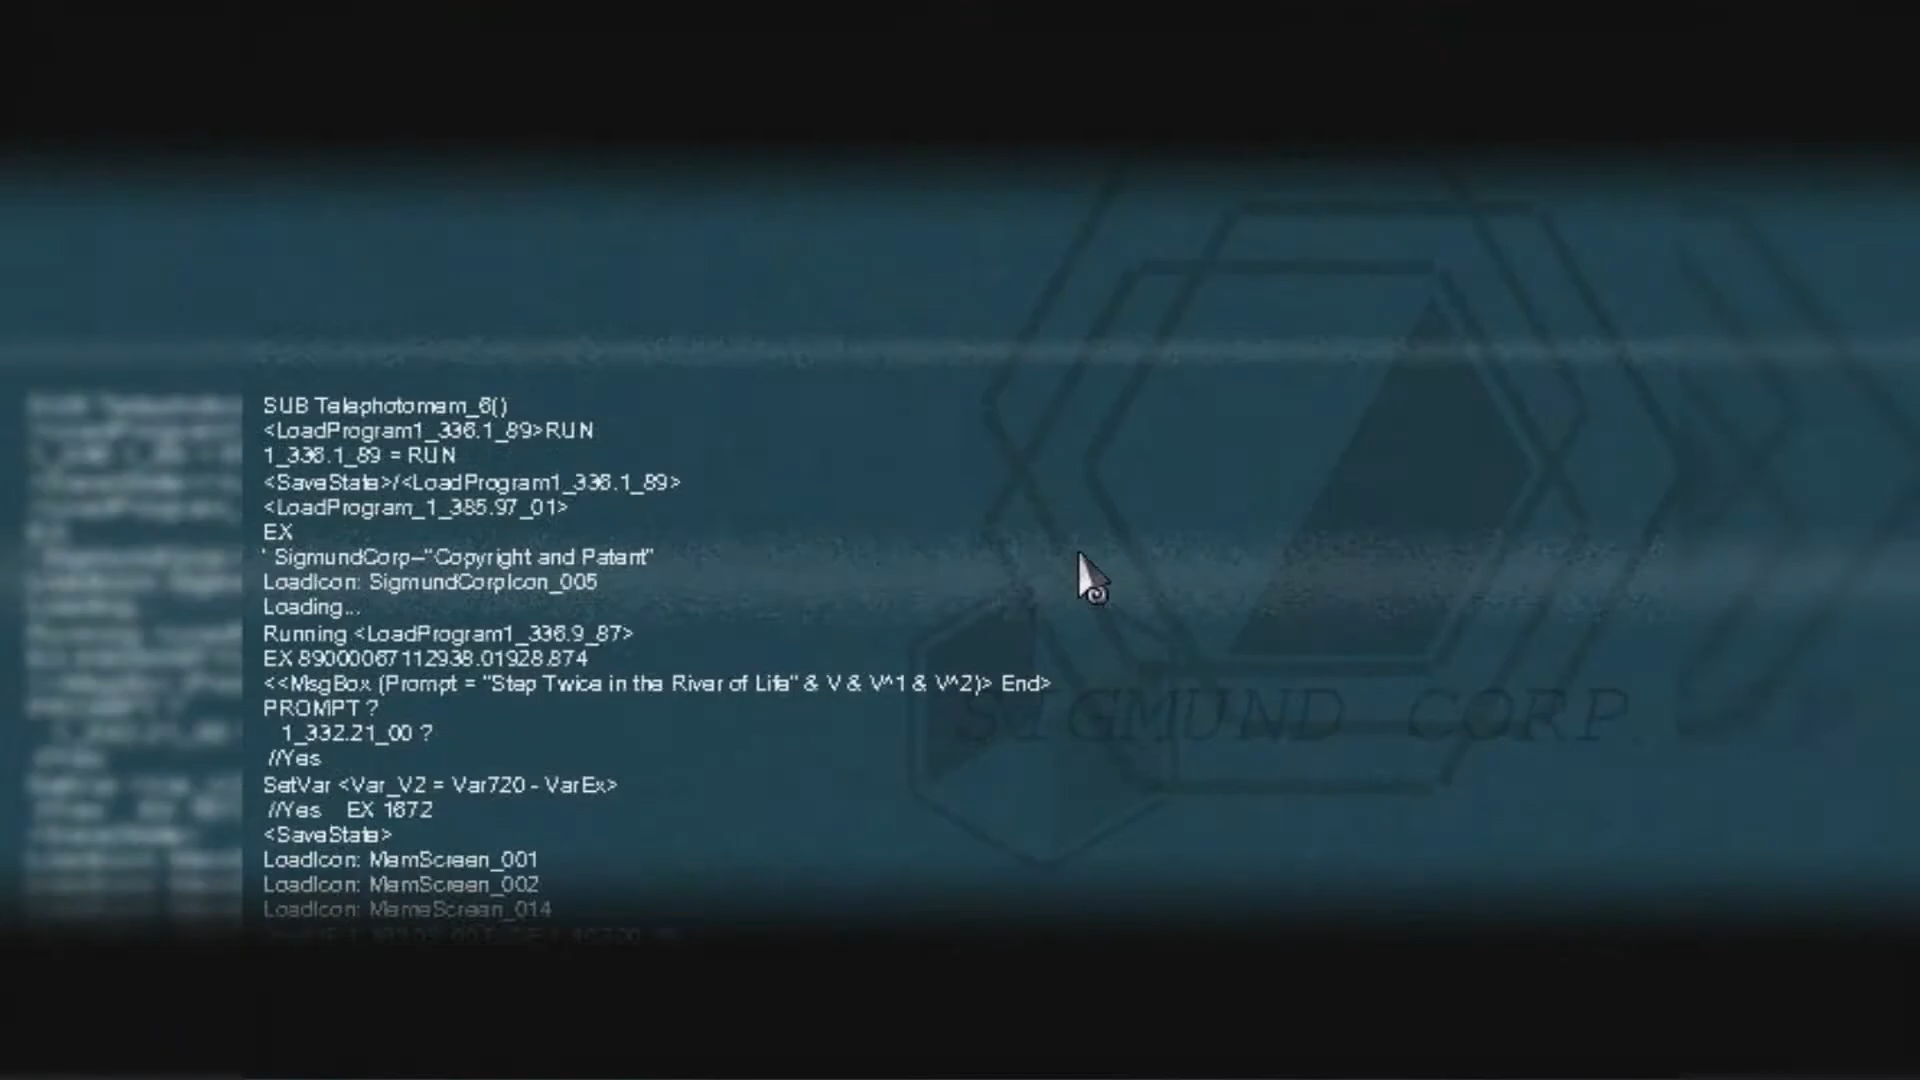 SUB Telephotomem_6()
<LoadProgram1_336.1_89>RUN
1_336.1_89 = RUN
<SaveState>/<LoadProgram1_336.1_89>
<LoadProgram_1_385.97_01>
EX
' SigmundCorp--"Copyright and Patent"
LoadIcon: SigmundCorpIcon_005
Loading...
Running <LoadProgram1_336.9_87>
EX 89000067112938.01928.874
<<MsgBox (Prompt = "Step Twice in the River of Life" & V & V^1 & V^2)> End>
PROMPT ?
1_332.21_00 ?
//Yes
SetVar <Var_V2 = Var720 - VarEx>
//Yes EX 1672
<SaveState>
LoadIcon: MemScreen_001
LoadIcon: MemScreen_002
LoadIcon: MemeScreen_014
SIGMUND CORP.